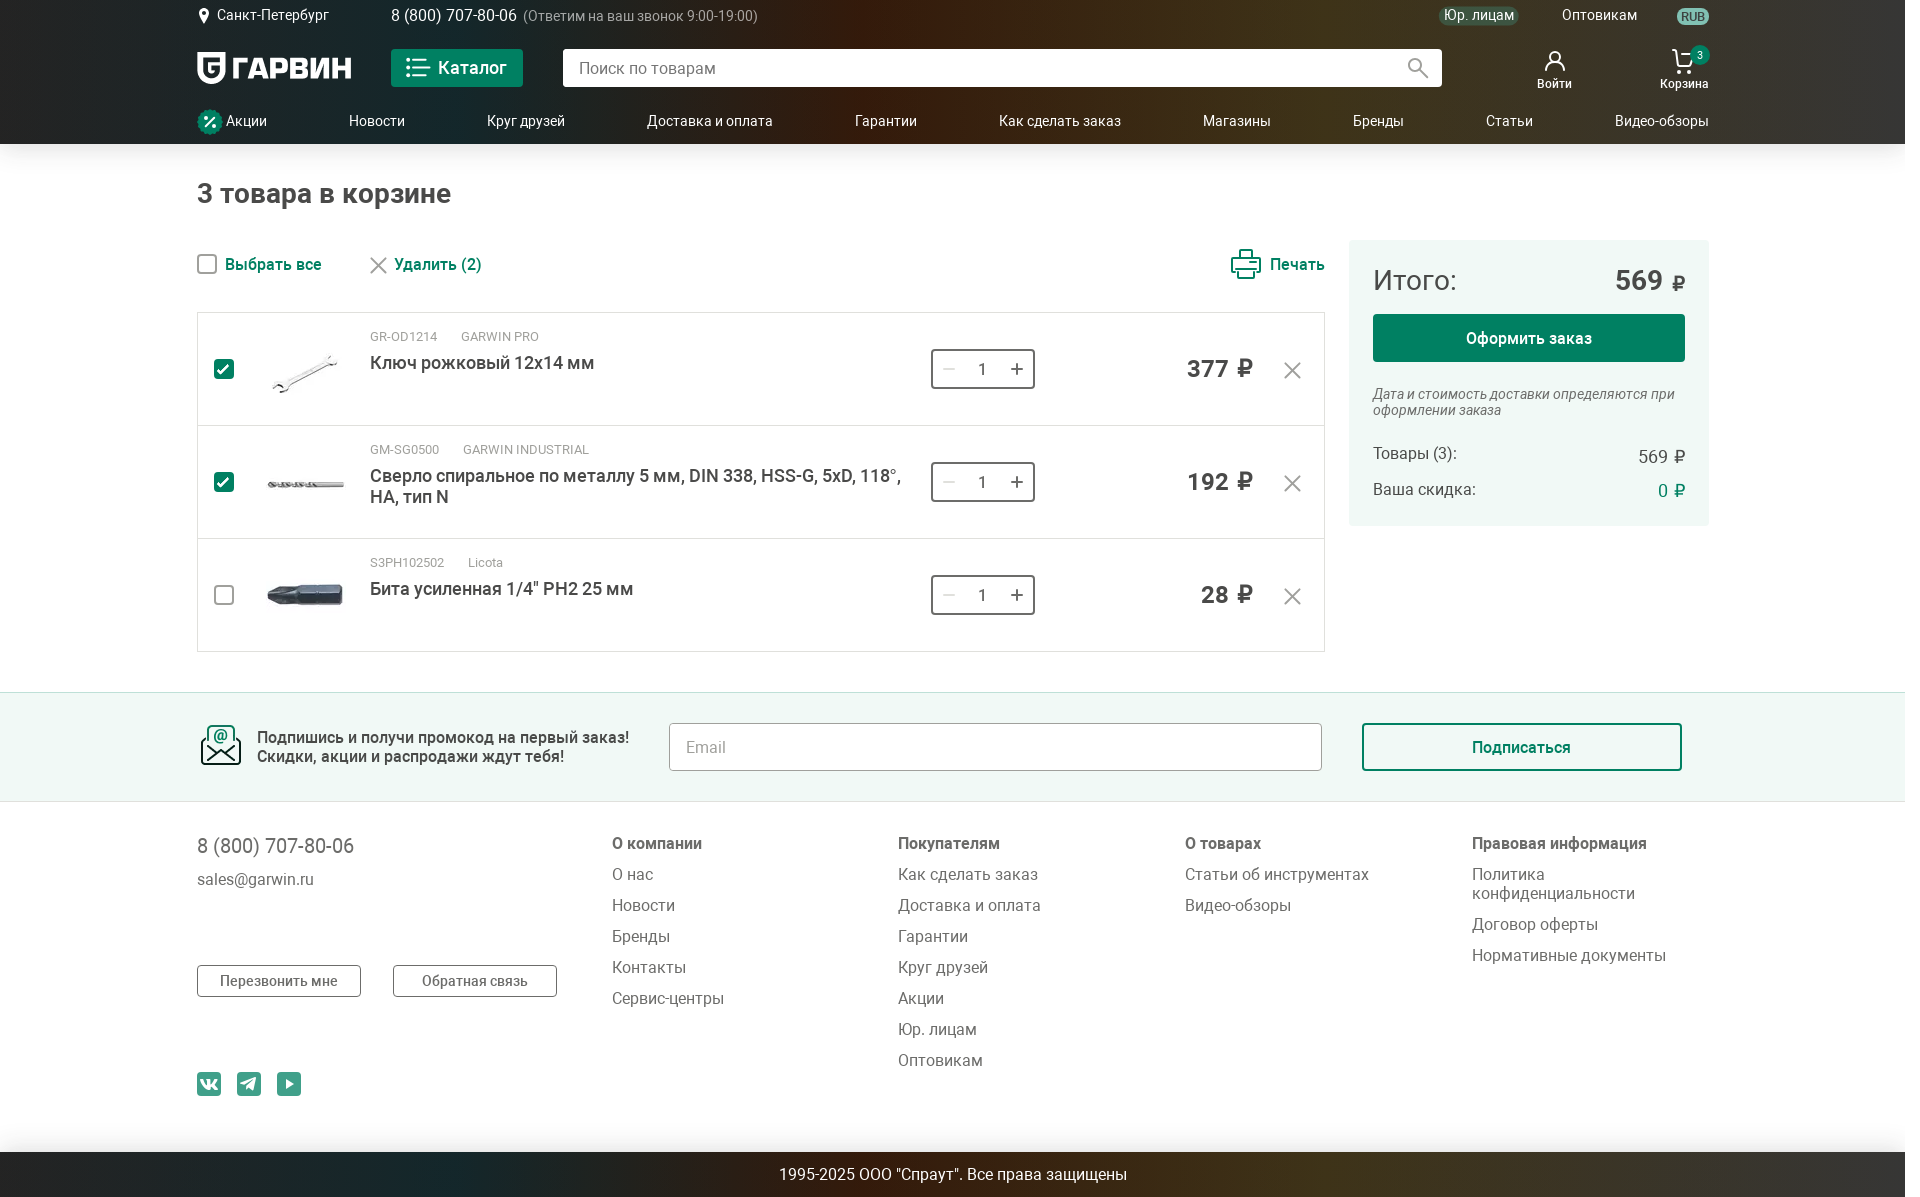 Санкт-Петербург
8 (800) 707-80-06 (Ответим на ваш звонок 9:00-19:00)
Юр. лицам
Оптовикам
RUB
ГАРВИН
Каталог
Поиск по товарам
Войти
3
Корзина
Акции
Новости
Круг друзей
Доставка и оплата
Гарантии
Как сделать заказ
Магазины
Бренды
Статьи
Видео-обзоры
3 товара в корзине
Выбрать все
Удалить (2)
Печать
GR-OD1214 GARWIN PRO
Ключ рожковый 12х14 мм
1
377 ₽
GM-SG0500 GARWIN INDUSTRIAL
Сверло спиральное по металлу 5 мм, DIN 338, HSS-G, 5xD, 118°,
HA, тип N
1
192 ₽
S3PH102502 Licota
Бита усиленная 1/4" PH2 25 мм
1
28 ₽
Итого: 569 ₽
Оформить заказ
Дата и стоимость доставки определяются при
оформлении заказа
Товары (3): 569 ₽
Ваша скидка: 0 ₽
Подпишись и получи промокод на первый заказ!
Скидки, акции и распродажи ждут тебя!
Email
Подписаться
8 (800) 707-80-06
sales@garwin.ru
Перезвонить мне
Обратная связь
О компании
О нас
Новости
Бренды
Контакты
Сервис-центры
Покупателям
Как сделать заказ
Доставка и оплата
Гарантии
Круг друзей
Акции
Юр. лицам
Оптовикам
О товарах
Статьи об инструментах
Видео-обзоры
Правовая информация
Политика
конфиденциальности
Договор оферты
Нормативные документы
1995-2025 ООО "Спраут". Все права защищены